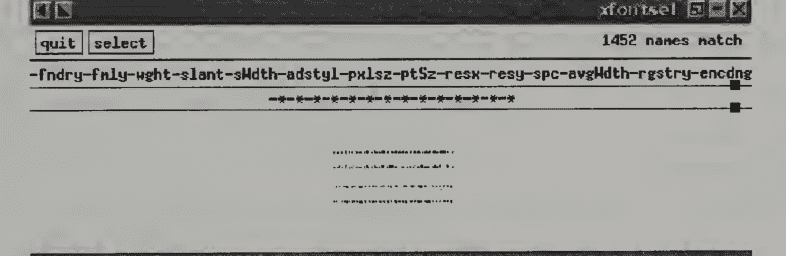 xfontsel
quit select 1452 names match
-fndry-fmly-wght-slant-sWdth-adstyl-pxlsz-ptSz-resx-resy-spc-avgWdth-rgstry-encdng
-*-*-*-*-*-*-*-*-*-*-*-*-*-*